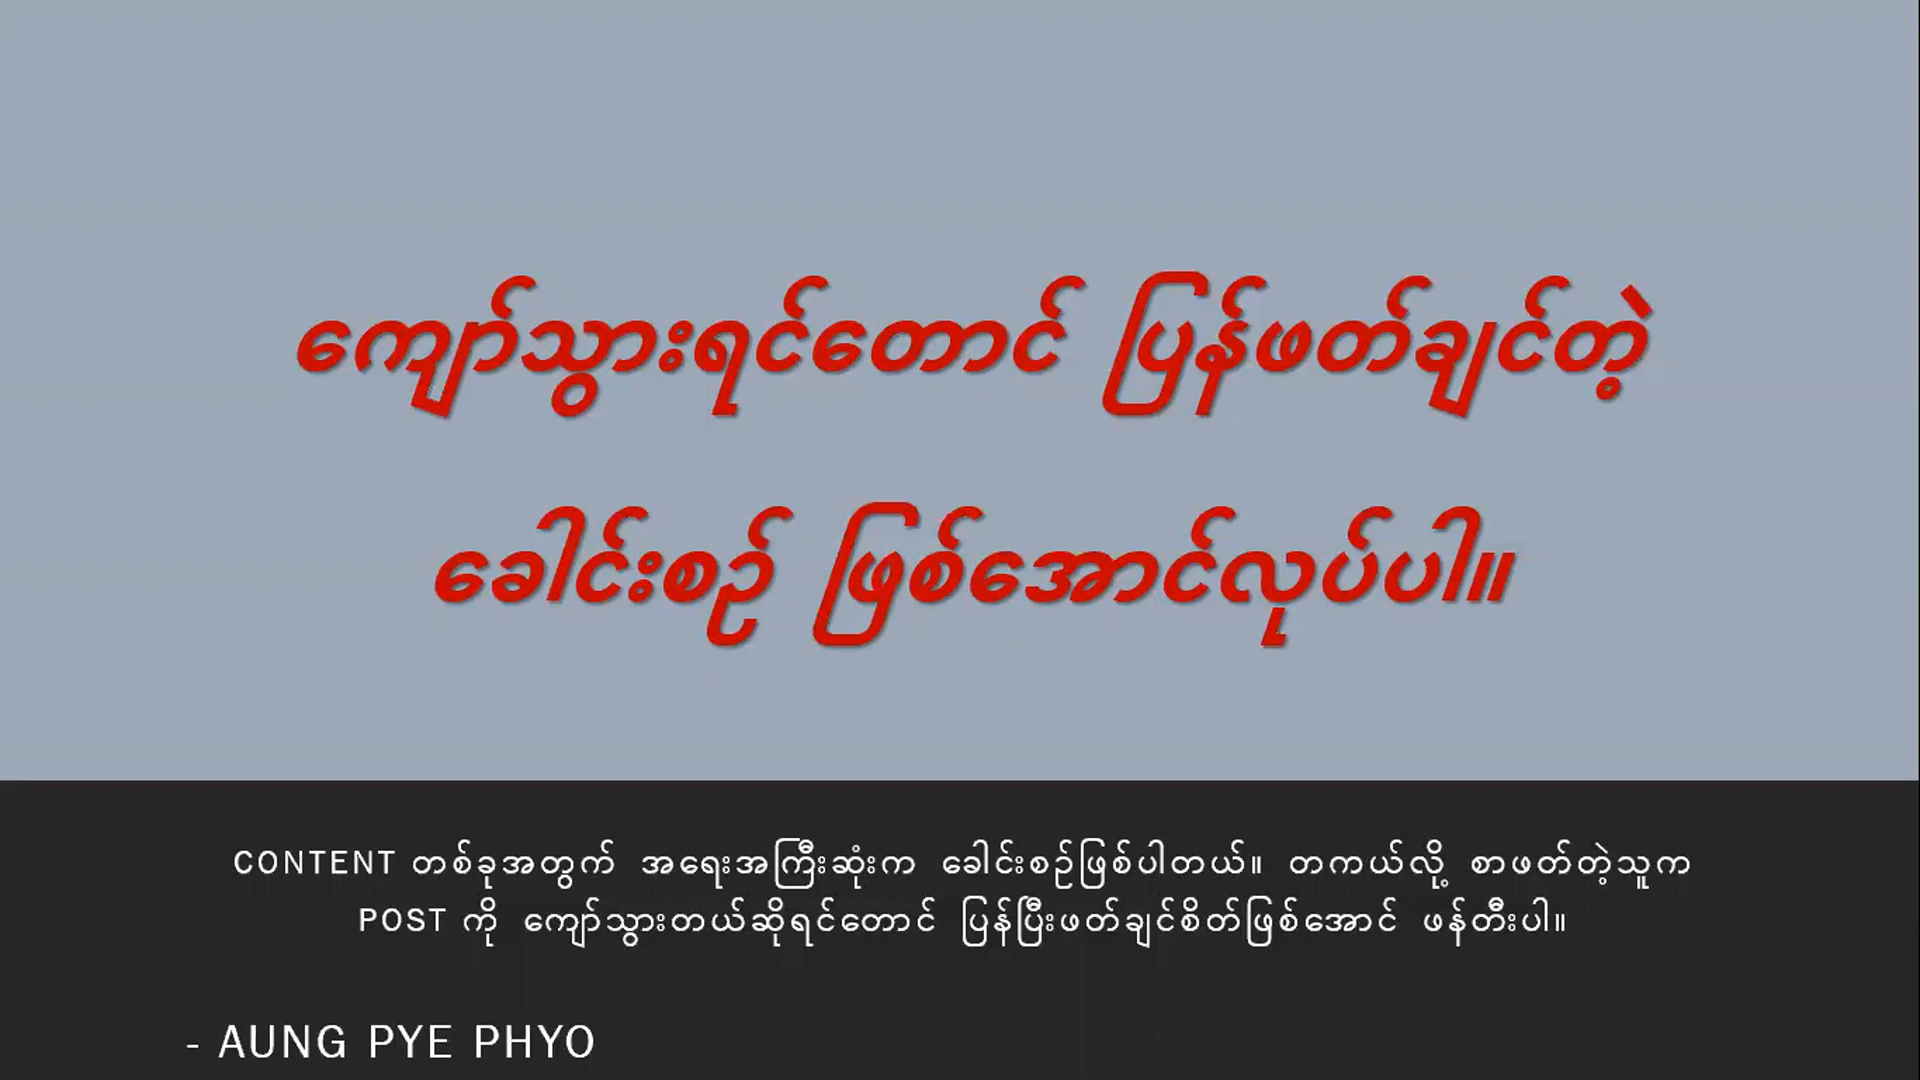 ကျော်သွားရင်တောင် ပြန်ဖတ်ချင်တဲ့
ခေါင်းစဉ် ဖြစ်အောင်လုပ်ပါ။
CONTENT တစ်ခုအတွက် အရေးအကြီးဆုံးက ခေါင်းစဉ်ဖြစ်ပါတယ်။ တကယ်လို့ စာဖတ်တဲ့သူက
POST ကို ကျော်သွားတယ်ဆိုရင်တောင် ပြန်ပြီးဖတ်ချင်စိတ်ဖြစ်အောင် ဖန်တီးပါ။
- AUNG PYE PHYO